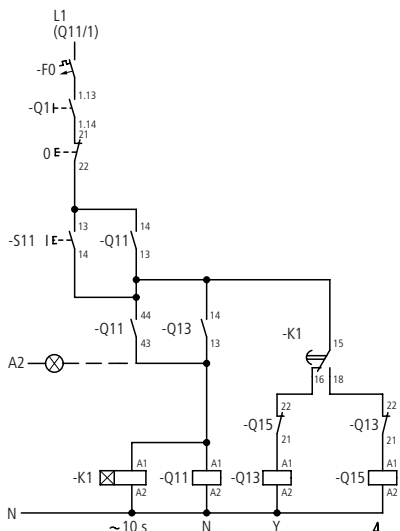 L1
(Q11/1)
-F0
1.13
-Q1
1.14
21
0 E
22
13
14
-S11 I E
-Q11
14
13
44
14
-Q11
-Q13
43
13
15
-K1
16 18
A2
22
22
-Q15
-Q13
21
21
A1
A1
A1
A1
-K1
-Q11
-Q13
-Q15
A2
A2
A2
A2
N
~10 s
N
Y